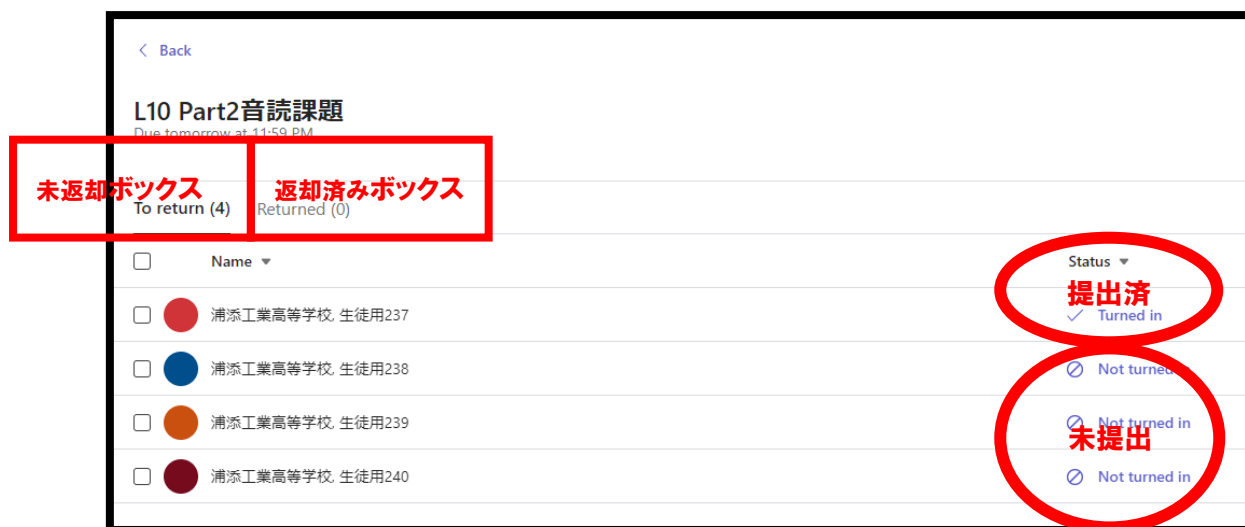 Back
L10 Part2音読課題
Due tomorrow at 11:59 PM
未返却ボックス 返却済みボックス
To return (4) Returned (0)
Name Status
提出済
浦添工業高等学校, 生徒用237 Turned in
浦添工業高等学校, 生徒用238 Not turned in
浦添工業高等学校, 生徒用239 Not turned in
未提出
浦添工業高等学校, 生徒用240 Not turned in